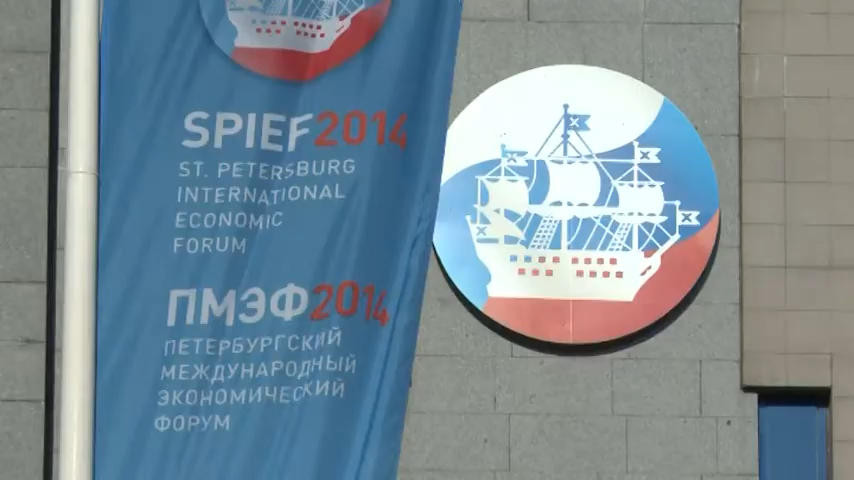 SPIEF2014
ST. PETERSBURG
INTERNATIONAL
ECONOMIC
FORUM
ПМЭФ2014
ПЕТЕРБУРГСКИЙ
МЕЖДУНАРОДНЫЙ
ЭКОНОМИЧЕСКИЙ
ФОРУМ